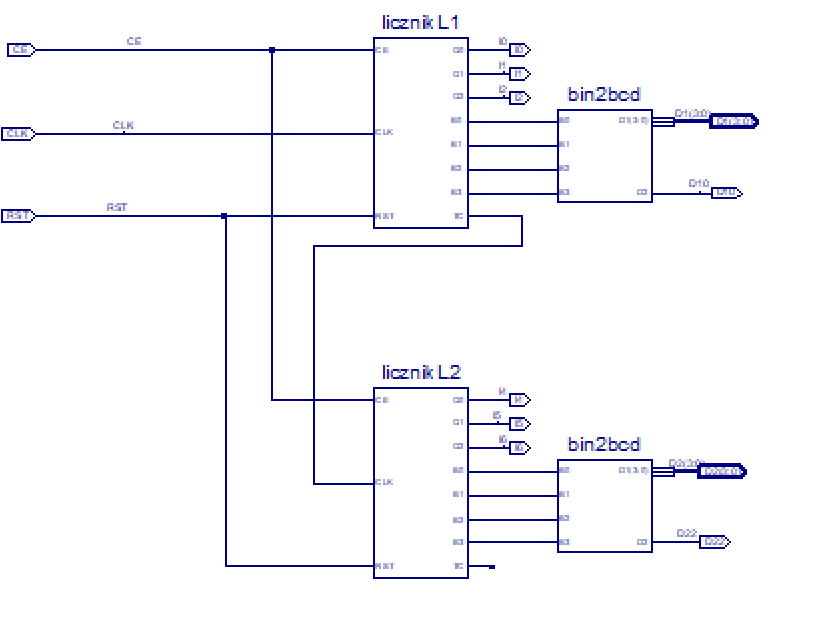 licznik L1
CE
CE
CE
Q0
I0
I0
Q1
I1
I1
Q2
I2
I2
bin2bcd
CLK
CLK
CLK
B0
B0
D1(3:0)
D1(3:0)
D1(3:0)
B1
B1
B2
B2
B3
B3
D2
D10
D10
RST
RST
RST
TC
licznik L2
CE
Q0
I4
I4
Q1
I5
I5
Q2
I6
I6
bin2bcd
CLK
B0
B0
D1(3:0)
D2(3:0)
D2(3:0)
B1
B1
B2
B2
B3
B3
D2
D22
D22
RST
TC